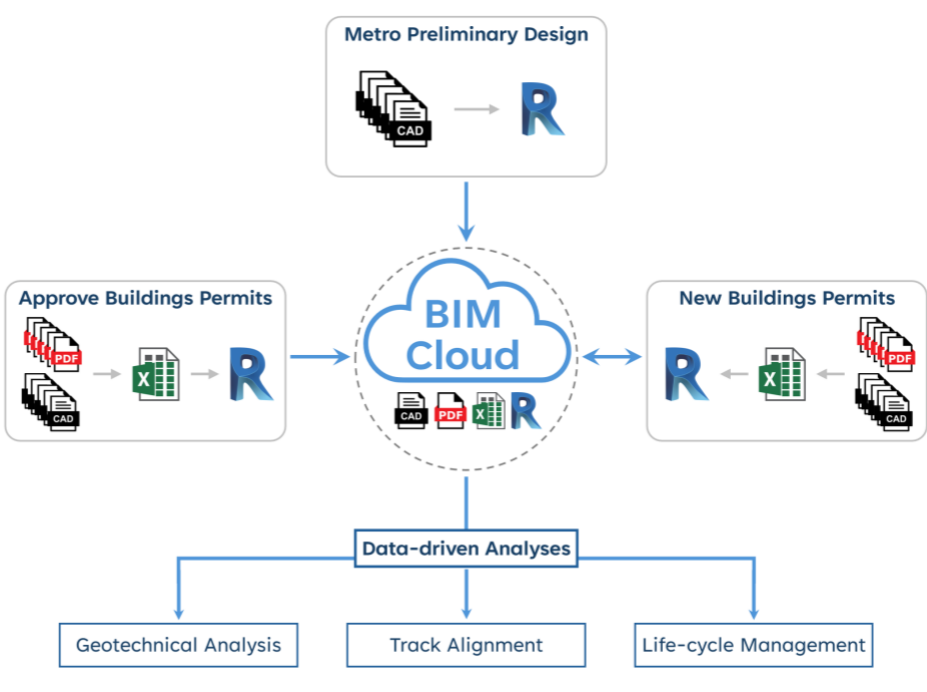 Metro Preliminary Design
CAD
R
Approve Buildings Permits
PDF
X
R
CAD
BIM
Cloud
CAD
PDF
X
R
New Buildings Permits
R
X
PDF
CAD
Data-driven Analyses
Geotechnical Analysis
Track Alignment
Life-cycle Management